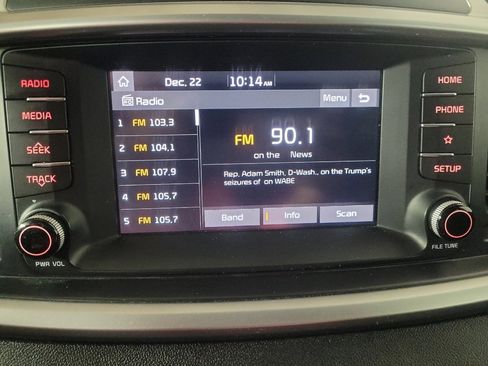 RADIO
MEDIA
SEEK
TRACK
PWR VOL
Dec. 22 10:14 AM
Radio Menu
1 FM 103.3
2 FM 104.1
3 FM 107.9
4 FM 105.7
5 FM 105.7
FM 90.1
on the News
Rep. Adam Smith, D-Wash., on the Trump's
seizures of on WABE
Band Info Scan
HOME
PHONE
SETUP
FILE TUNE